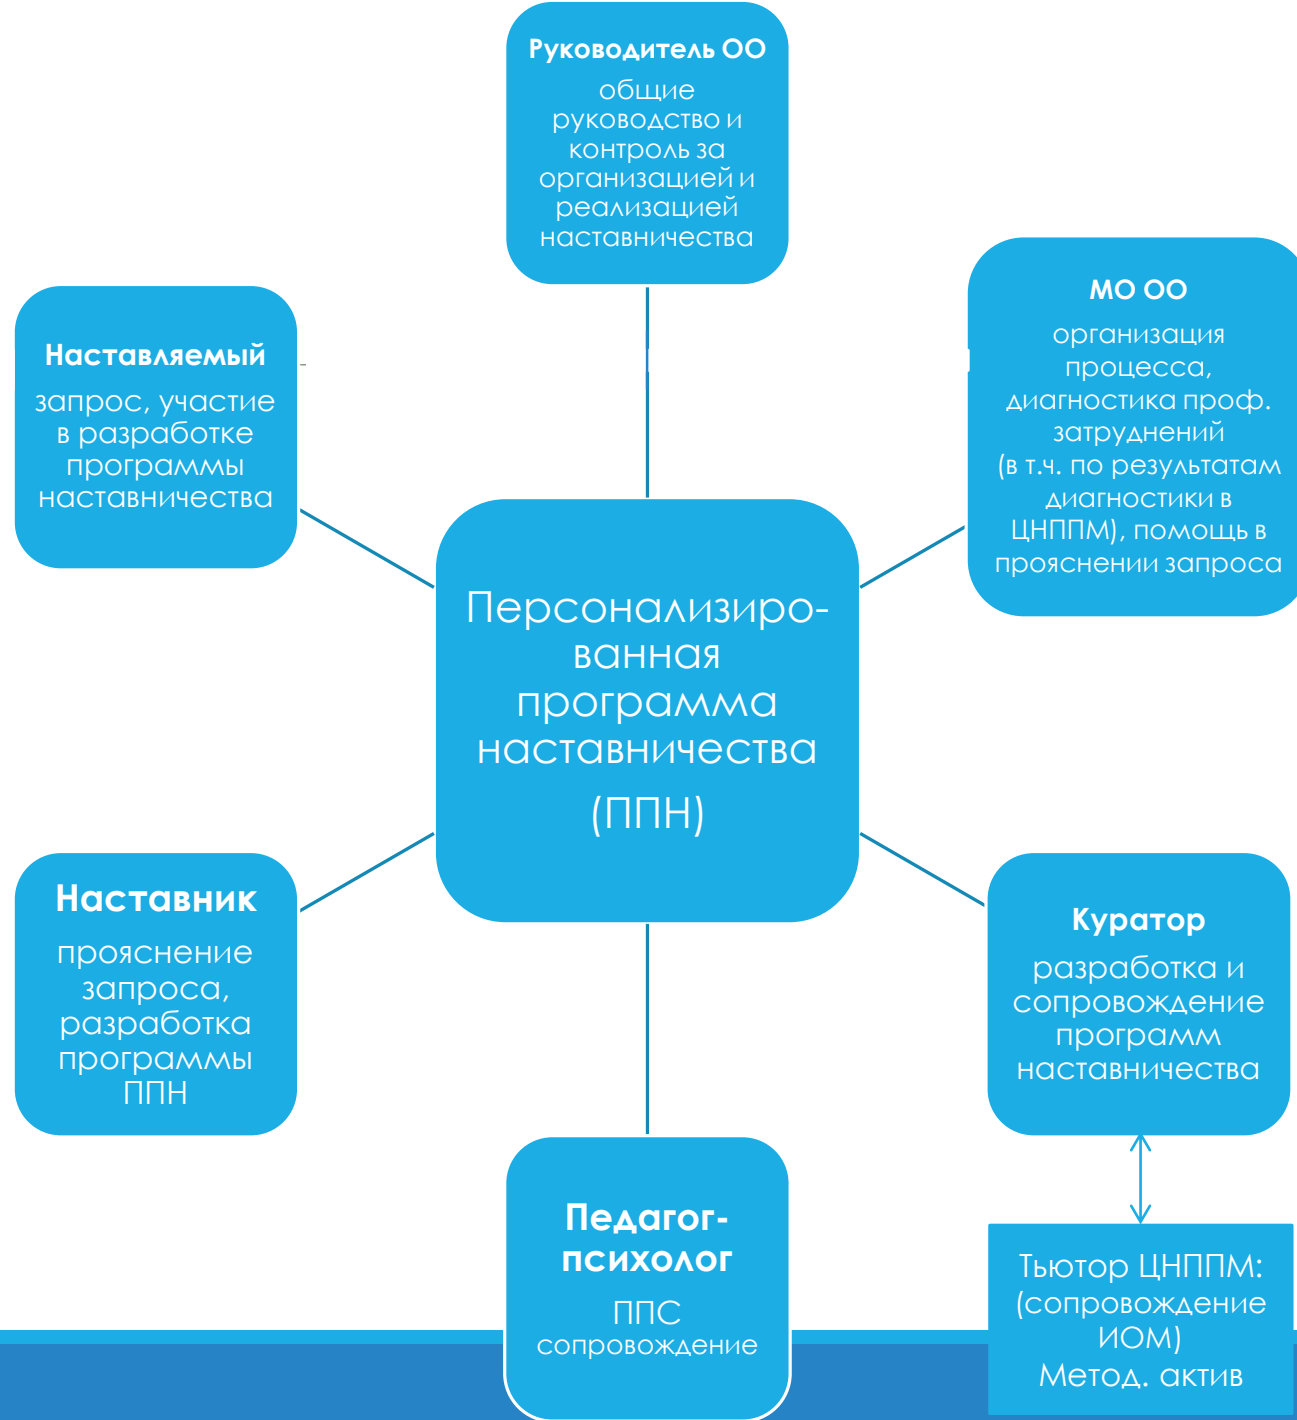 Руководитель ОО
общие
руководство и
контроль за
организацией и
реализацией
наставничества
МО ОО
организация
процесса,
диагностика проф.
затруднений
(в т.ч. по результатам
диагностики в
ЦНППМ), помощь в
прояснении запроса
Наставляемый
запрос, участие
в разработке
программы
наставничества
Персонализиро-
ванная
программа
наставничества
(ППН)
Наставник
прояснение
запроса,
разработка
программы
ППН
Куратор
разработка и
сопровождение
программ
наставничества
Педагог-
психолог
ППС
сопровождение
Тьютор ЦНППМ:
(сопровождение
ИОМ)
Метод. актив